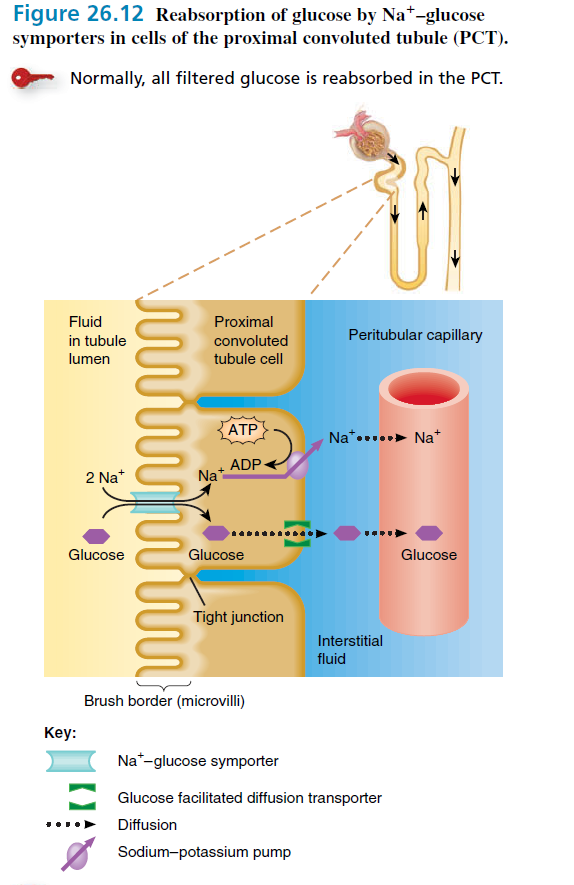 Figure 26.12 Reabsorption of glucose by Na⁺–glucose
symporters in cells of the proximal convoluted tubule (PCT).
Normally, all filtered glucose is reabsorbed in the PCT.
Fluid
in tubule
lumen
Proximal
convoluted
tubule cell
Peritubular capillary
ATP
ADP
Na⁺
Na⁺
2 Na⁺
Na⁺
Glucose
Glucose
Glucose
Tight junction
Interstitial
fluid
Brush border (microvilli)
Key:
Na⁺–glucose symporter
Glucose facilitated diffusion transporter
Diffusion
Sodium–potassium pump